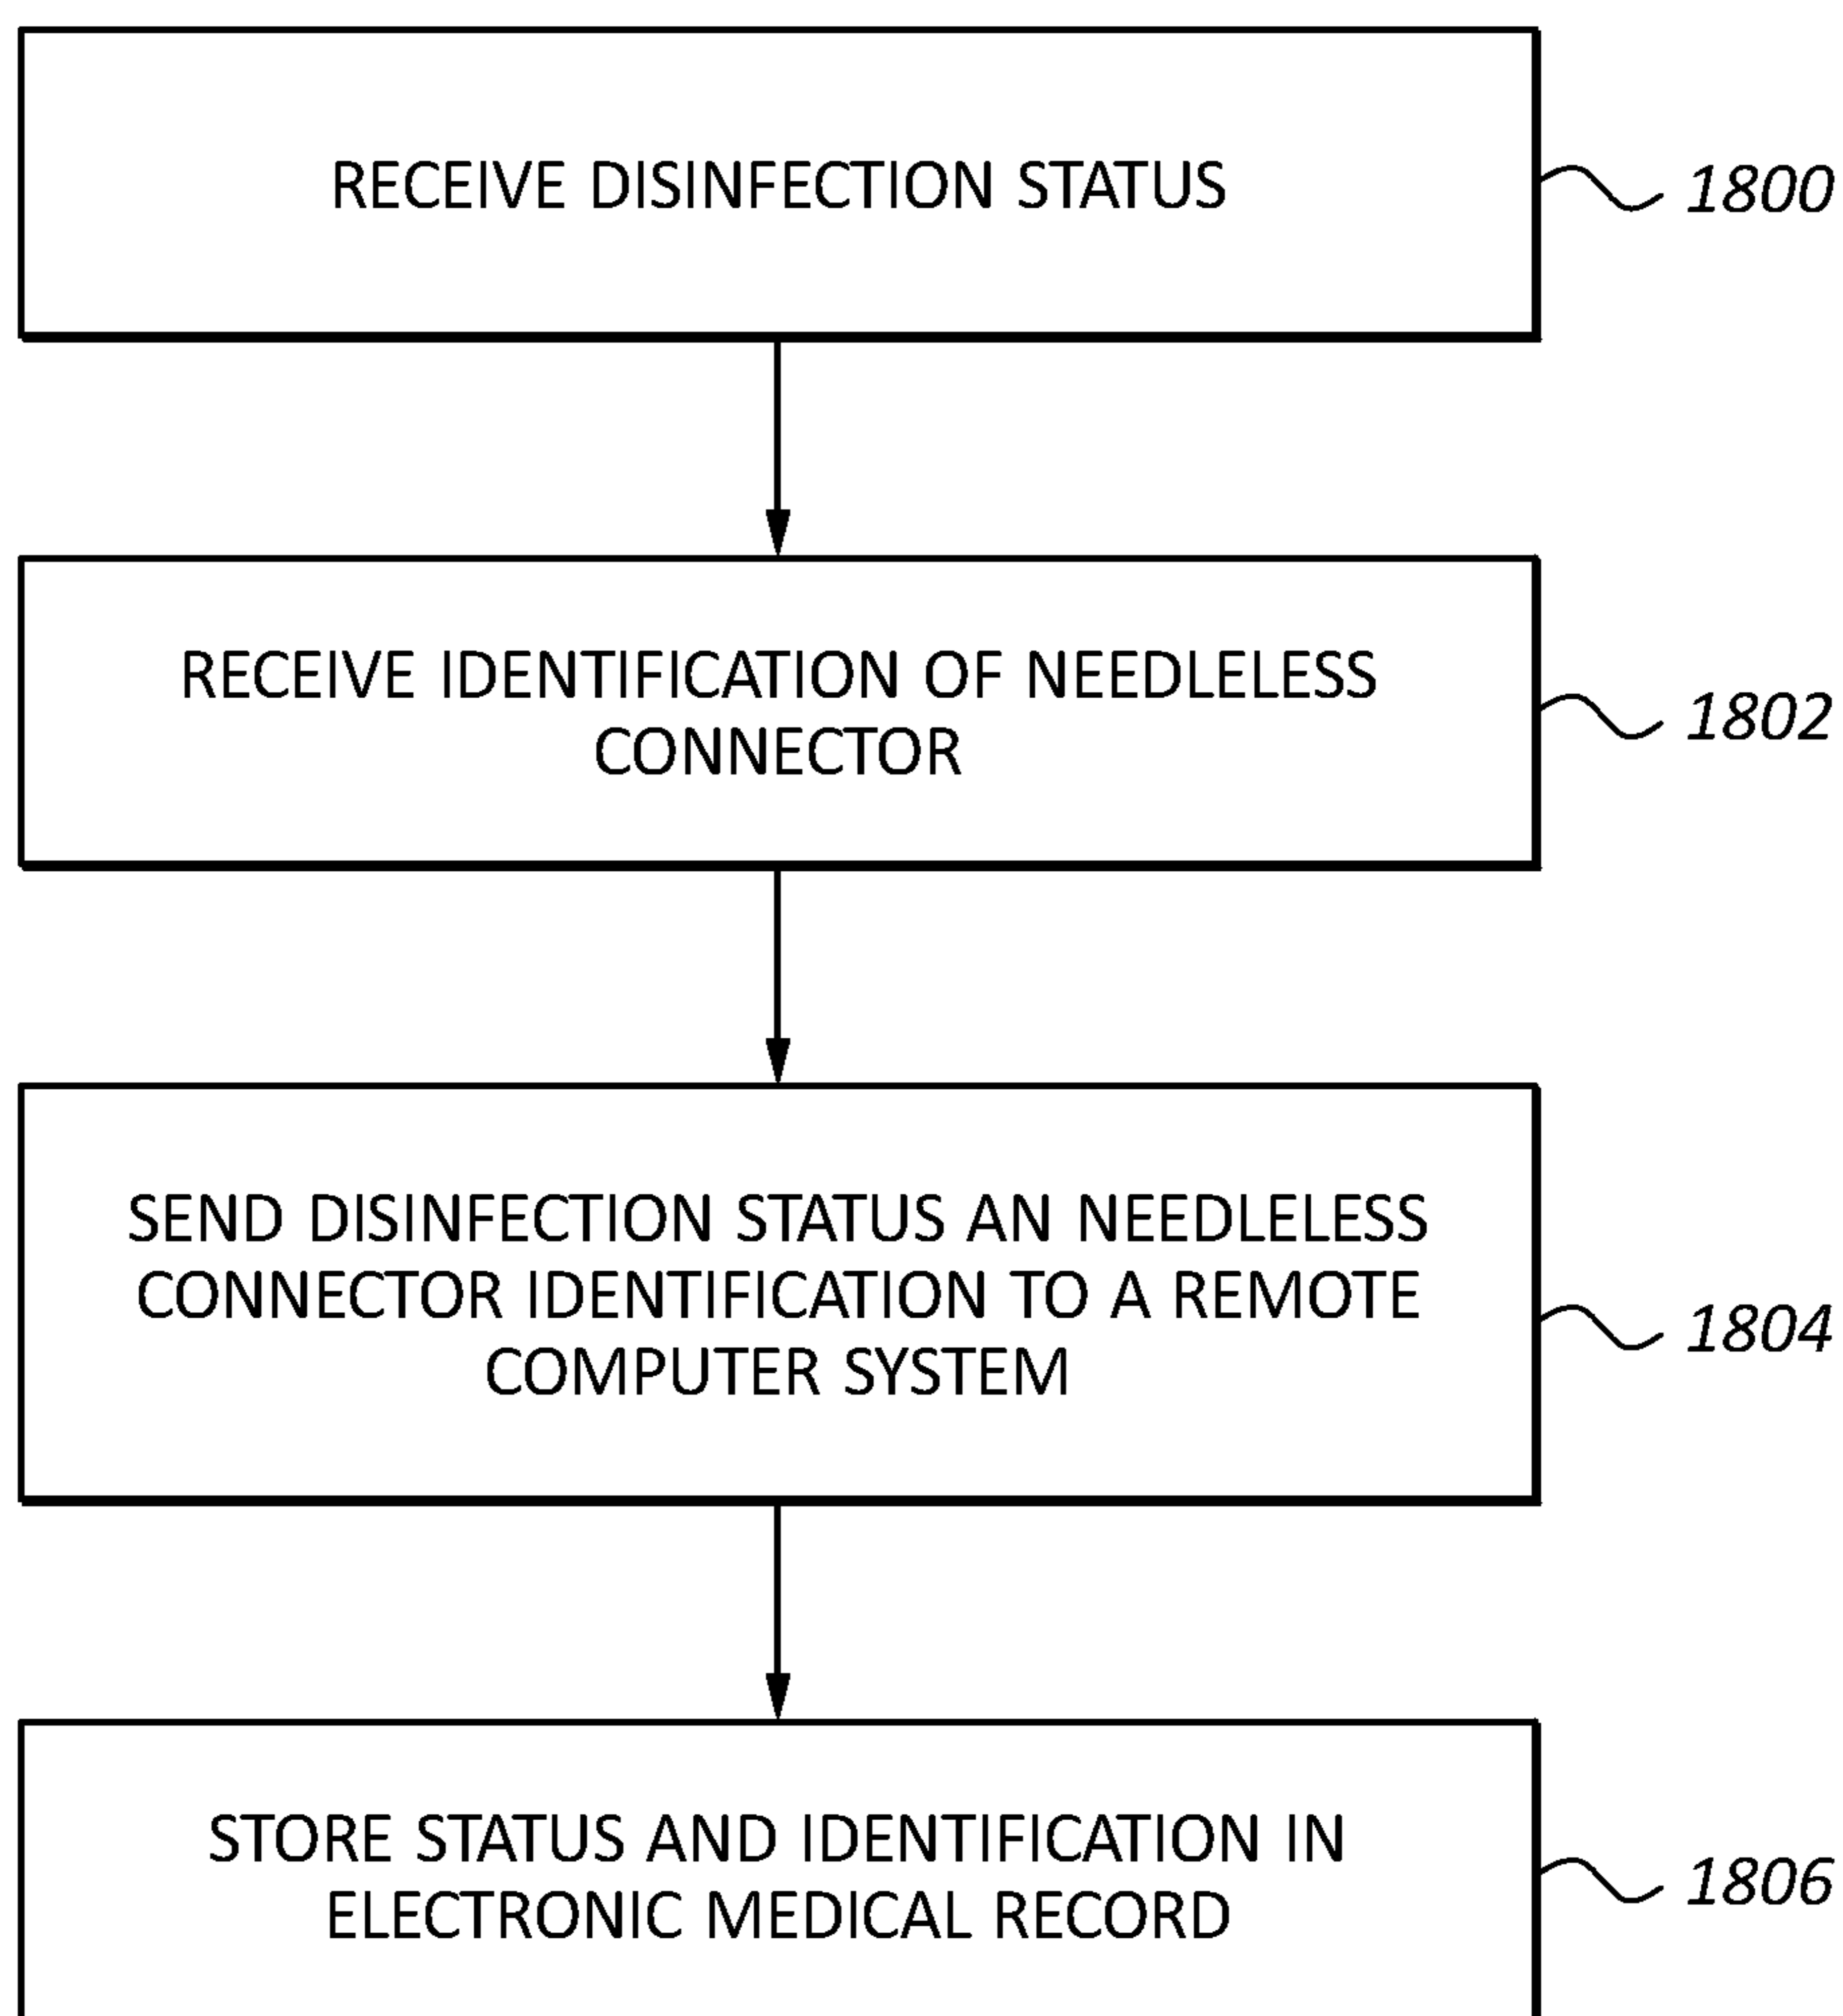 RECEIVE DISINFECTION STATUS
1800
RECEIVE IDENTIFICATION OF NEEDLELESS
CONNECTOR
1802
SEND DISINFECTION STATUS AN NEEDLELESS
CONNECTOR IDENTIFICATION TO A REMOTE
COMPUTER SYSTEM
1804
STORE STATUS AND IDENTIFICATION IN
ELECTRONIC MEDICAL RECORD
1806